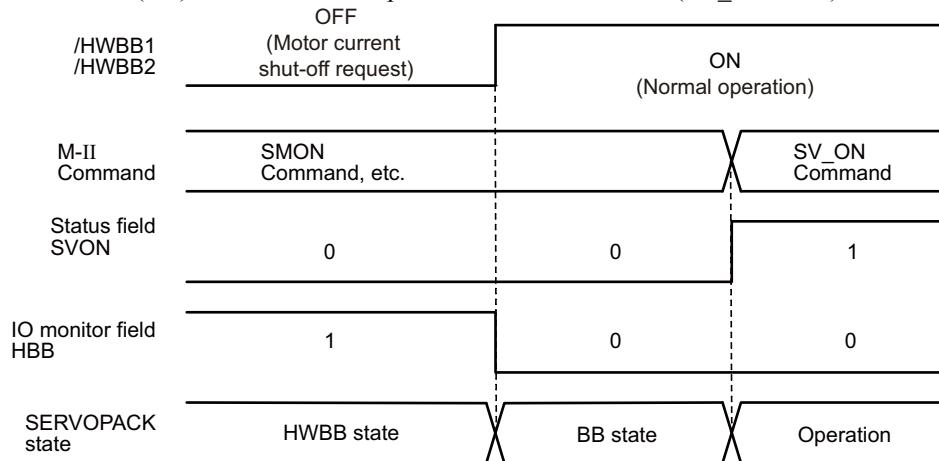 OFF
(Motor current
shut-off request)
/HWBB1
/HWBB2
ON
(Normal operation)
M-II
Command
SMON
Command, etc.
SV_ON
Command
Status field
SVON
0
0
1
IO monitor field
HBB
1
0
0
SERVOPACK
state
HWBB state
BB state
Operation